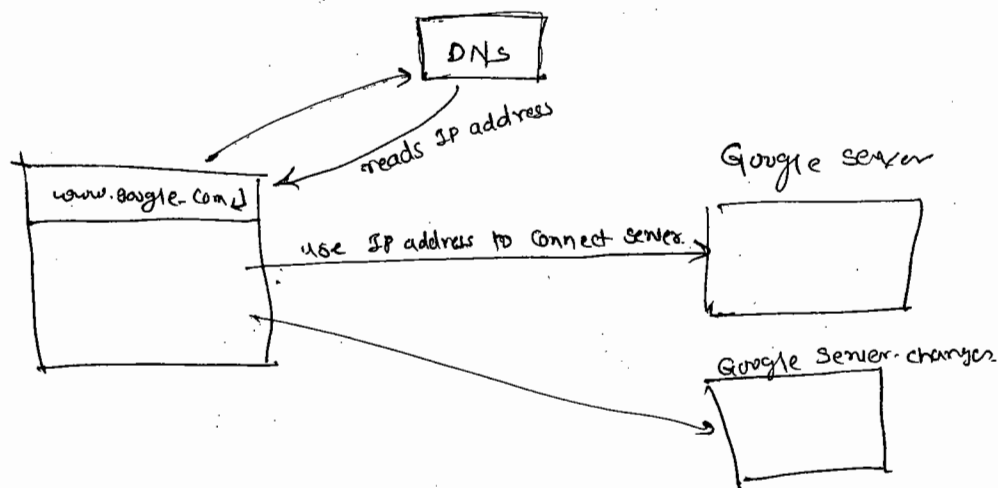 DNS
reads IP address
www.google.com
Google server
use IP address to connect server.
Google Server changes